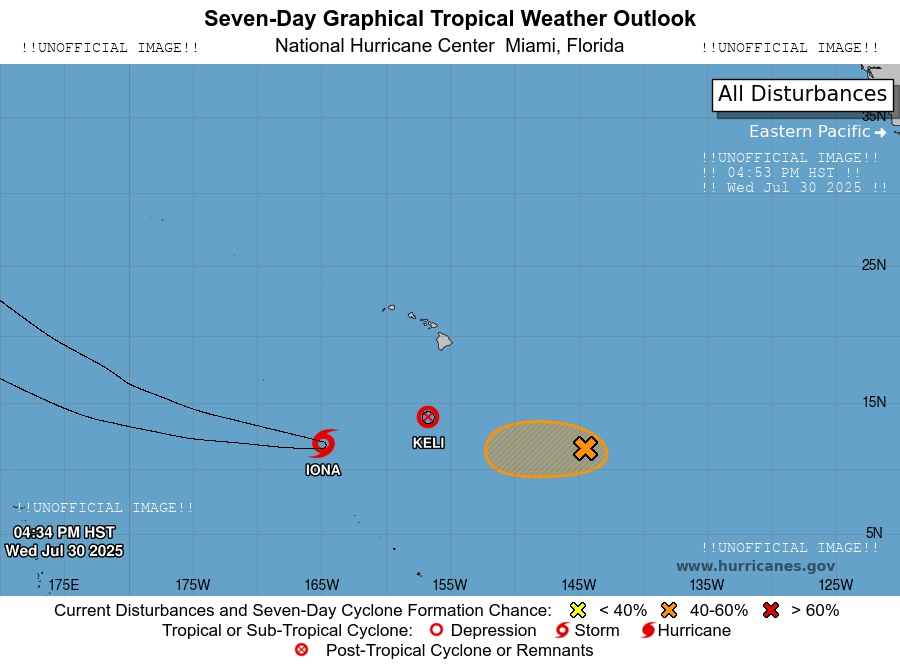 Seven-Day Graphical Tropical Weather Outlook
!!UNOFFICIAL IMAGE!!
National Hurricane Center  Miami, Florida
!!UNOFFICIAL IMAGE!!
All Disturbances
35N
Eastern Pacific
!!UNOFFICIAL IMAGE!!
!! 04:53 PM HST !!
!! Wed Jul 30 2025 !!
25N
15N
KELI
IONA
!!UNOFFICIAL IMAGE!!
04:34 PM HST
Wed Jul 30 2025
5N
!!UNOFFICIAL IMAGE!!
www.hurricanes.gov
175E
175W
165W
155W
145W
135W
125W
Current Disturbances and Seven-Day Cyclone Formation Chance: < 40% 40-60% > 60%
Tropical or Sub-Tropical Cyclone: Depression Storm Hurricane
Post-Tropical Cyclone or Remnants